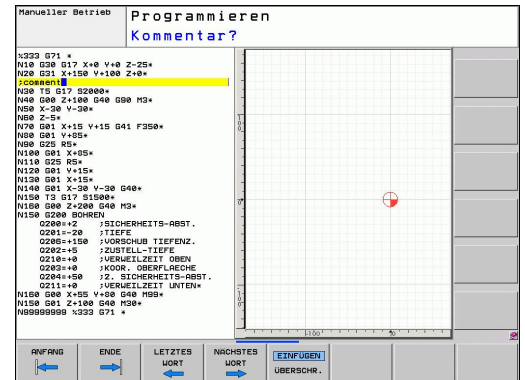 Manueller Betrieb
Programmieren
Kommentar?
%333 G71 *
N10 G30 G17 X+0 Y+0 Z-25*
N20 G31 X+150 Y+100 Z+0*
;comment
N30 T5 G17 S2000*
N40 G00 Z+100 G40 G90 M3*
N50 X-30 Y-30*
N60 Z-5*
N70 G01 X+15 Y+15 G41 F350*
N80 G01 Y+85*
N90 G25 R5*
N100 G01 X+85*
N110 G25 R5*
N120 G01 Y+15*
N130 G01 X+15*
N140 G01 X-30 Y-30 G40*
N150 T3 G17 S1500*
N160 G00 Z+200 G40 M3*
N150 G200 BOHREN
Q200=+2 ;SICHERHEITS-ABST.
Q201=-20 ;TIEFE
Q206=+150 ;VORSCHUB TIEFENZ.
Q202=+5 ;ZUSTELL-TIEFE
Q210=+0 ;VERWEILZEIT OBEN
Q203=+0 ;KOOR. OBERFLAECHE
Q204=+50 ;2. SICHERHEITS-ABST.
Q211=+0 ;VERWEILZEIT UNTEN*
N160 G00 X+55 Y+80 G40 M99*
N150 G01 Z+100 G40 M30*
N99999999 %333 G71 *
-100
ANFANG
ENDE
LETZTES WORT
NÄCHSTES WORT
EINFÜGEN
ÜBERSCHR.